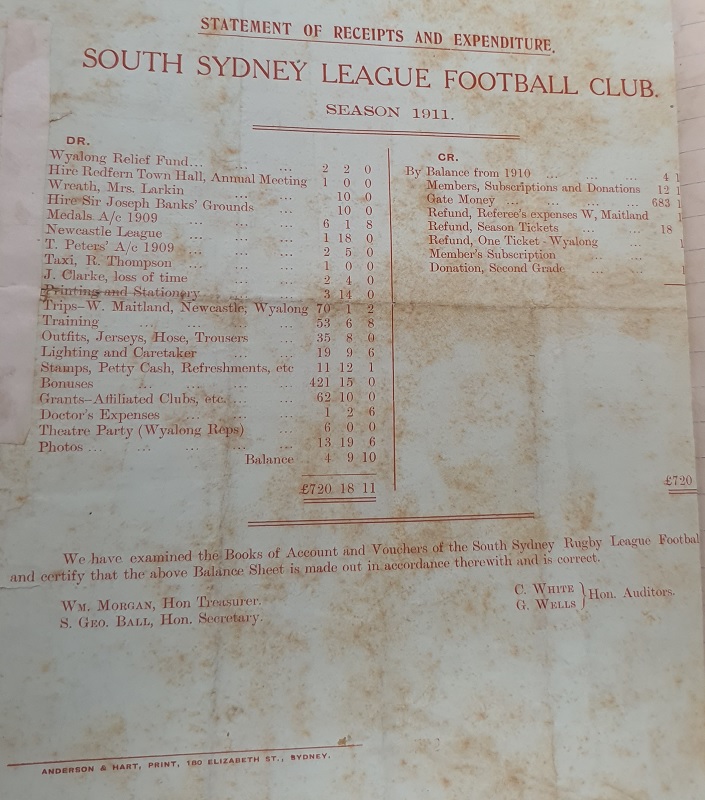 STATEMENT OF RECEIPTS AND EXPENDITURE.
SOUTH SYDNEY LEAGUE FOOTBALL CLUB.
SEASON 1911.
DR.
Wyalong Relief Fund... ... ... 2 2 0
Hire Redfern Town Hall, Annual Meeting 1 0 0
Wreath, Mrs. Larkin ... ... 10 0
Hire Sir Joseph Banks' Grounds ... 10 0
Medals A/c 1909 ... ... ... 6 1 8
Newcastle League ... ... ... 1 18 0
T. Peters' A/c 1909 ... ... ... 2 5 0
Taxi, R. Thompson ... ... ... 1 0 0
J. Clarke, loss of time ... ... 2 4 0
Printing and Stationery ... ... 3 14 0
Trips-W. Maitland, Newcastle, Wyalong 70 1 2
Training ... ... ... ... 53 6 8
Outfits, Jerseys, Hose, Trousers ... 35 8 0
Lighting and Caretaker ... ... 19 9 6
Stamps, Petty Cash, Refreshments, etc 11 12 1
Bonuses ... ... ... ... 421 15 0
Grants-Affiliated Clubs, etc. ... ... 62 10 0
Doctor's Expenses ... ... ... 1 2 6
Theatre Party (Wyalong Reps) ... 6 0 0
Photos ... ... ... ... ... 13 19 6
Balance 4 9 10
£720 18 11
CR.
By Balance from 1910 ... ... ... 4 1
Members, Subscriptions and Donations 12 1
Gate Money ... ... ... ... 683 1
Refund, Referee's expenses W, Maitland 1
Refund, Season Tickets ... ... 18
Refund, One Ticket - Wyalong ... 1
Member's Subscription ... ...
Donation, Second Grade ... ... 1
£720
We have examined the Books of Account and Vouchers of the South Sydney Rugby League Footbal
and certify that the above Balance Sheet is made out in accordance therewith and is correct.
WM. MORGAN, Hon Treasurer.
S. GEO. BALL, Hon. Secretary.
C. WHITE
G. WELLS } Hon. Auditors.
ANDERSON & HART, PRINT, 180 ELIZABETH ST., SYDNEY.